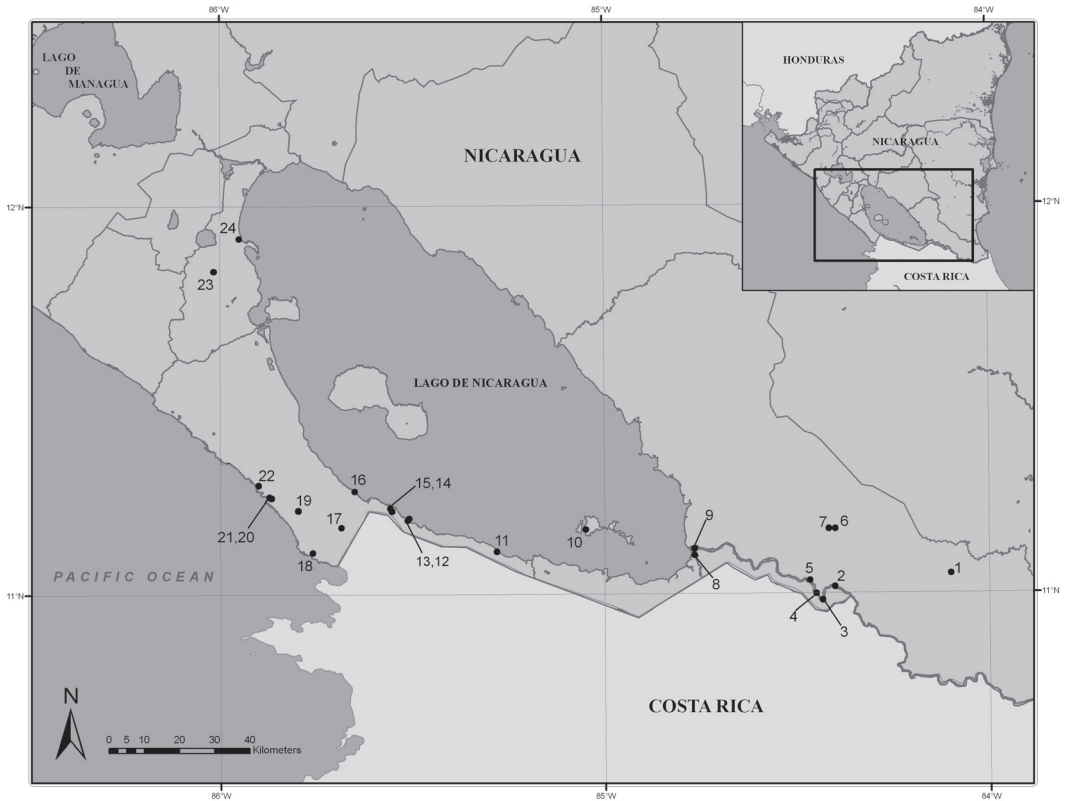 86°W
85°W
84°W
LAGO
DE
MANAGUA
HONDURAS
NICARAGUA
NICARAGUA
12°N
12°N
COSTA RICA
24
23
LAGO DE NICARAGUA
22
16
15,14
19
17
21,20
18
13,12
11
10
9
8
7
6
5
2
1
4
3
PACIFIC OCEAN
11°N
11°N
COSTA RICA
N
0 5 10 20 30 40
Kilometers
86°W
85°W
84°W